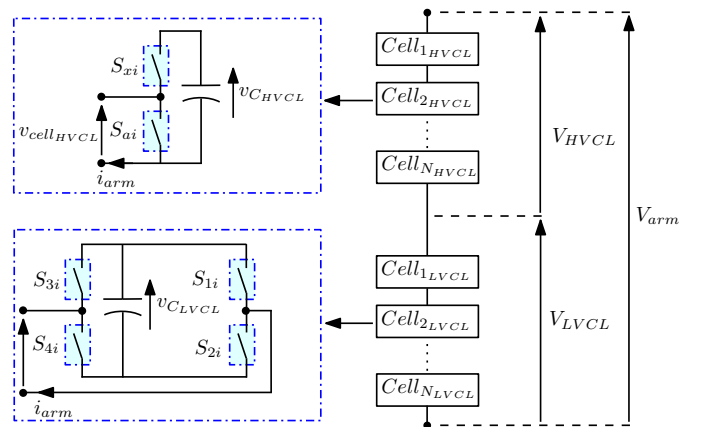 S_{xi}
v_{C_{HVCL}}
v_{cell_{HVCL}}
S_{ai}
i_{arm}
Cell_{1_{HVCL}}
Cell_{2_{HVCL}}
Cell_{N_{HVCL}}
V_{HVCL}
V_{arm}
S_{3i}
v_{C_{LVCL}}
S_{1i}
S_{4i}
S_{2i}
i_{arm}
Cell_{1_{LVCL}}
Cell_{2_{LVCL}}
Cell_{N_{LVCL}}
V_{LVCL}